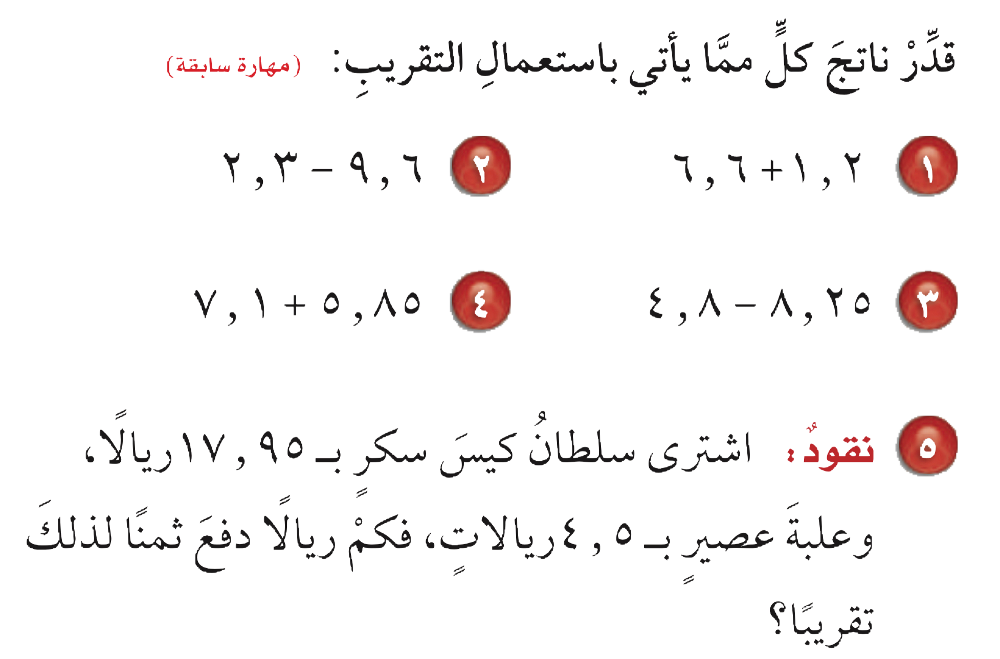 قدِّرْ ناتجَ كلٍّ ممَّا يأتي باستعمالِ التقريبِ: (مهارة سابقة)
١ ١,٢ + ٦,٦ ٢ ٩,٦ – ٢,٣
٣ ٨,٢٥ – ٤,٨ ٤ ٥,٨٥ + ٧,١
٥ نقودٌ: اشترى سلطانُ كيسَ سكرٍ بـ ١٧,٩٥ ريالًا،
وعلبةَ عصيرٍ بـ ٤,٥ ريالاتٍ، فكمْ ريالًا دفعَ ثمنًا لذلكَ
تقريبًا؟